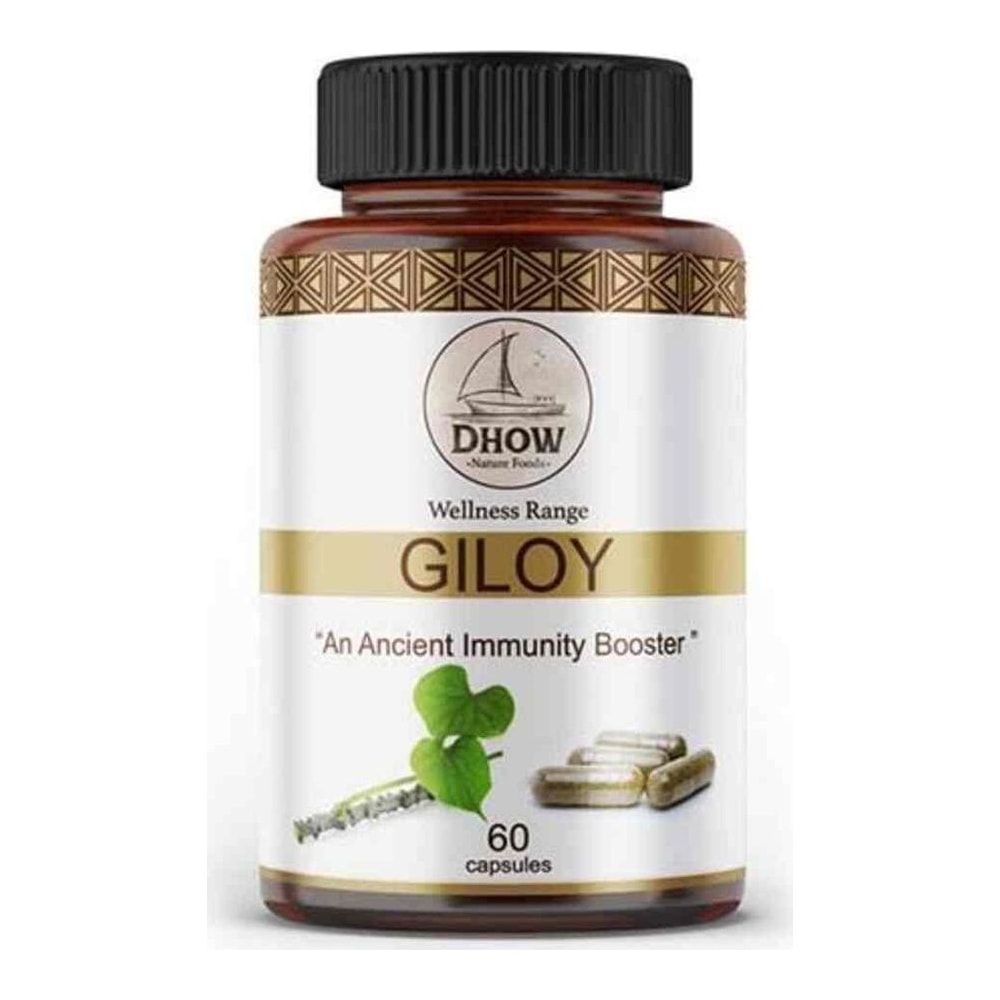 DHOW
•Nature Foods•
Wellness Range
GILOY
"An Ancient Immunity Booster"
60
capsules